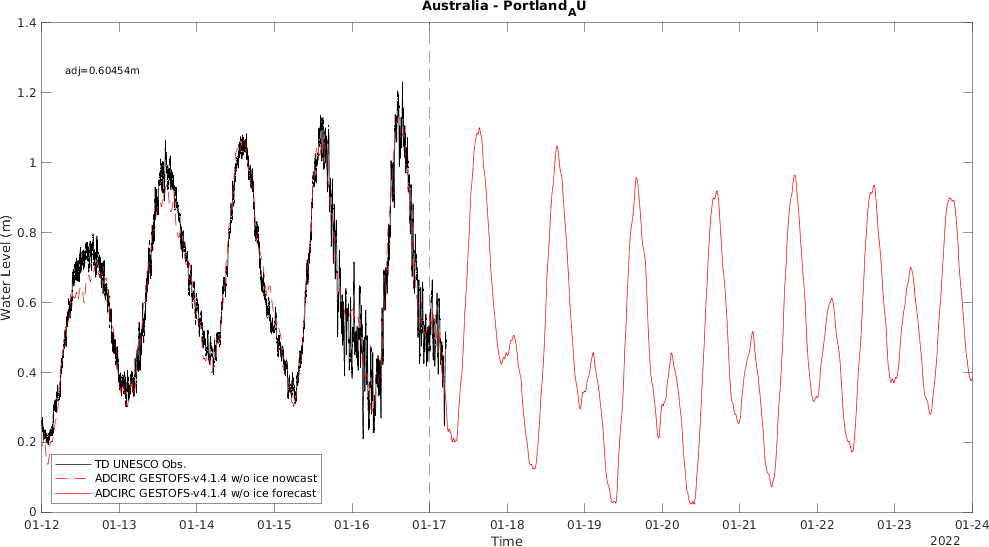 Australia - Portland_AU
1.4
1.2
1
0.8
0.6
0.4
0.2
0
Water Level (m)
adj=0.60454m
TD UNESCO Obs.
ADCIRC GESTOFS-v4.1.4 w/o ice nowcast
ADCIRC GESTOFS-v4.1.4 w/o ice forecast
01-12 01-13 01-14 01-15 01-16 01-17 01-18 01-19 01-20 01-21 01-22 01-23 01-24
Time
2022